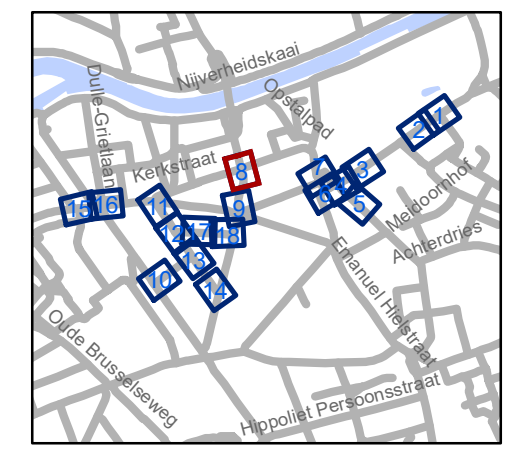 Nijverheidskaai
Opstalpad
Dulle-Grietlaan
Kerkstraat
1
2
3
4
5
6
7
8
9
10
11
12
13
14
15
16
17
18
Meidoornhof
Achterdries
Emanuel Hielstraat
Oude Brusselseweg
Hippoliet Persoonsstraat